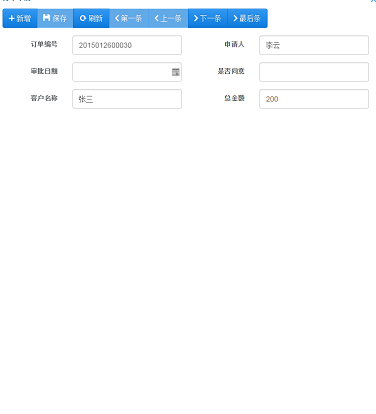 新增 保存 刷新 第一条 上一条 下一条 最后条
订单编号 2015012600030 申请人 李云
审批日期 是否同意
客户名称 张三 总金额 200